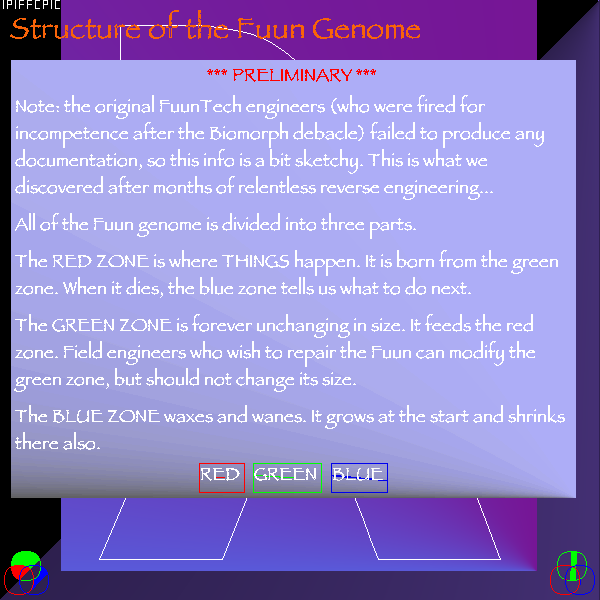 IPIFFCPIC
Structure of the Fuun Genome
*** PRELIMINARY ***
Note: the original FuunTech engineers (who were fired for
incompetence after the Biomorph debacle) failed to produce any
documentation, so this info is a bit sketchy. This is what we
discovered after months of relentless reverse engineering...
All of the Fuun genome is divided into three parts.
The RED ZONE is where THINGS happen. It is born from the green
zone. When it dies, the blue zone tells us what to do next.
The GREEN ZONE is forever unchanging in size. It feeds the red
zone. Field engineers who wish to repair the Fuun can modify the
green zone, but should not change its size.
The BLUE ZONE waxes and wanes. It grows at the start and shrinks
there also.
RED GREEN BLUE